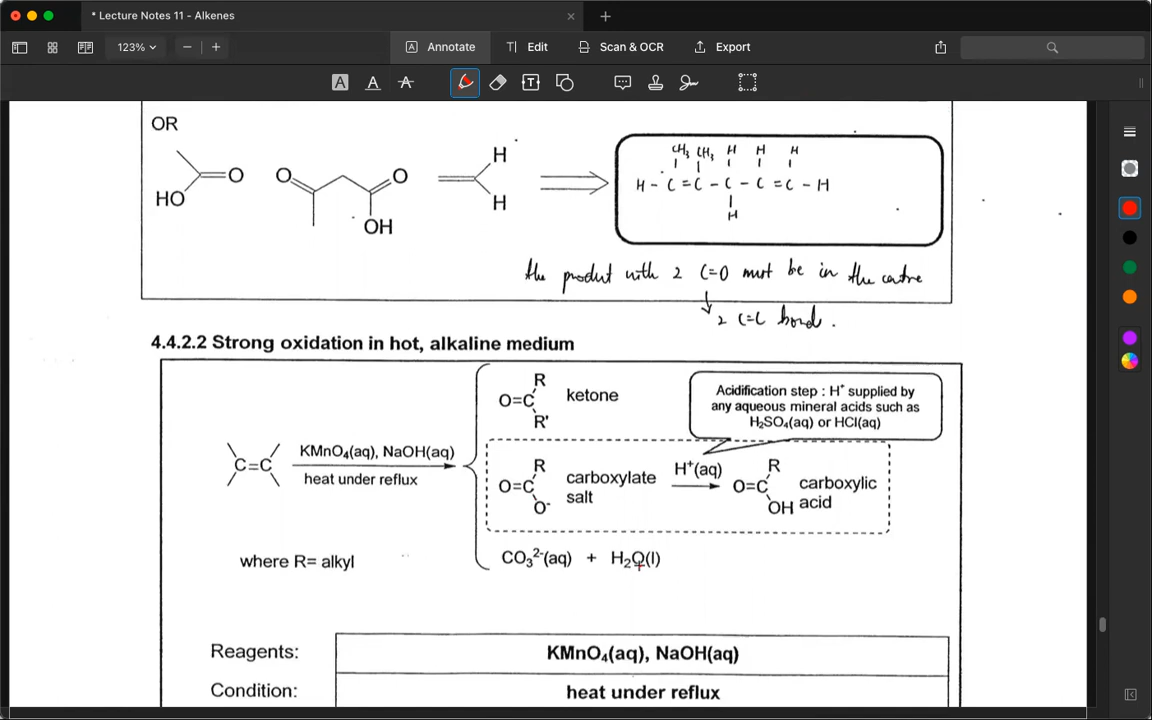 * Lecture Notes 11 - Alkenes
123%
Annotate
Edit
Scan & OCR
Export
OR
O
HO
O
O
OH
H
H
CH3 CH3 H H H
H - C = C - C - C = C - H
H
the product with 2 C=O must be in the centre
2 C=C bond.
4.4.2.2 Strong oxidation in hot, alkaline medium
R
O=C
R'
ketone
Acidification step : H⁺ supplied by
any aqueous mineral acids such as
H₂SO₄(aq) or HCl(aq)
C=C
KMnO₄(aq), NaOH(aq)
heat under reflux
R
O=C
O⁻
carboxylate
salt
H⁺(aq)
R
O=C
OH
carboxylic
acid
where R= alkyl
CO₃²⁻(aq) + H₂O(l)
Reagents:
KMnO₄(aq), NaOH(aq)
Condition:
heat under reflux